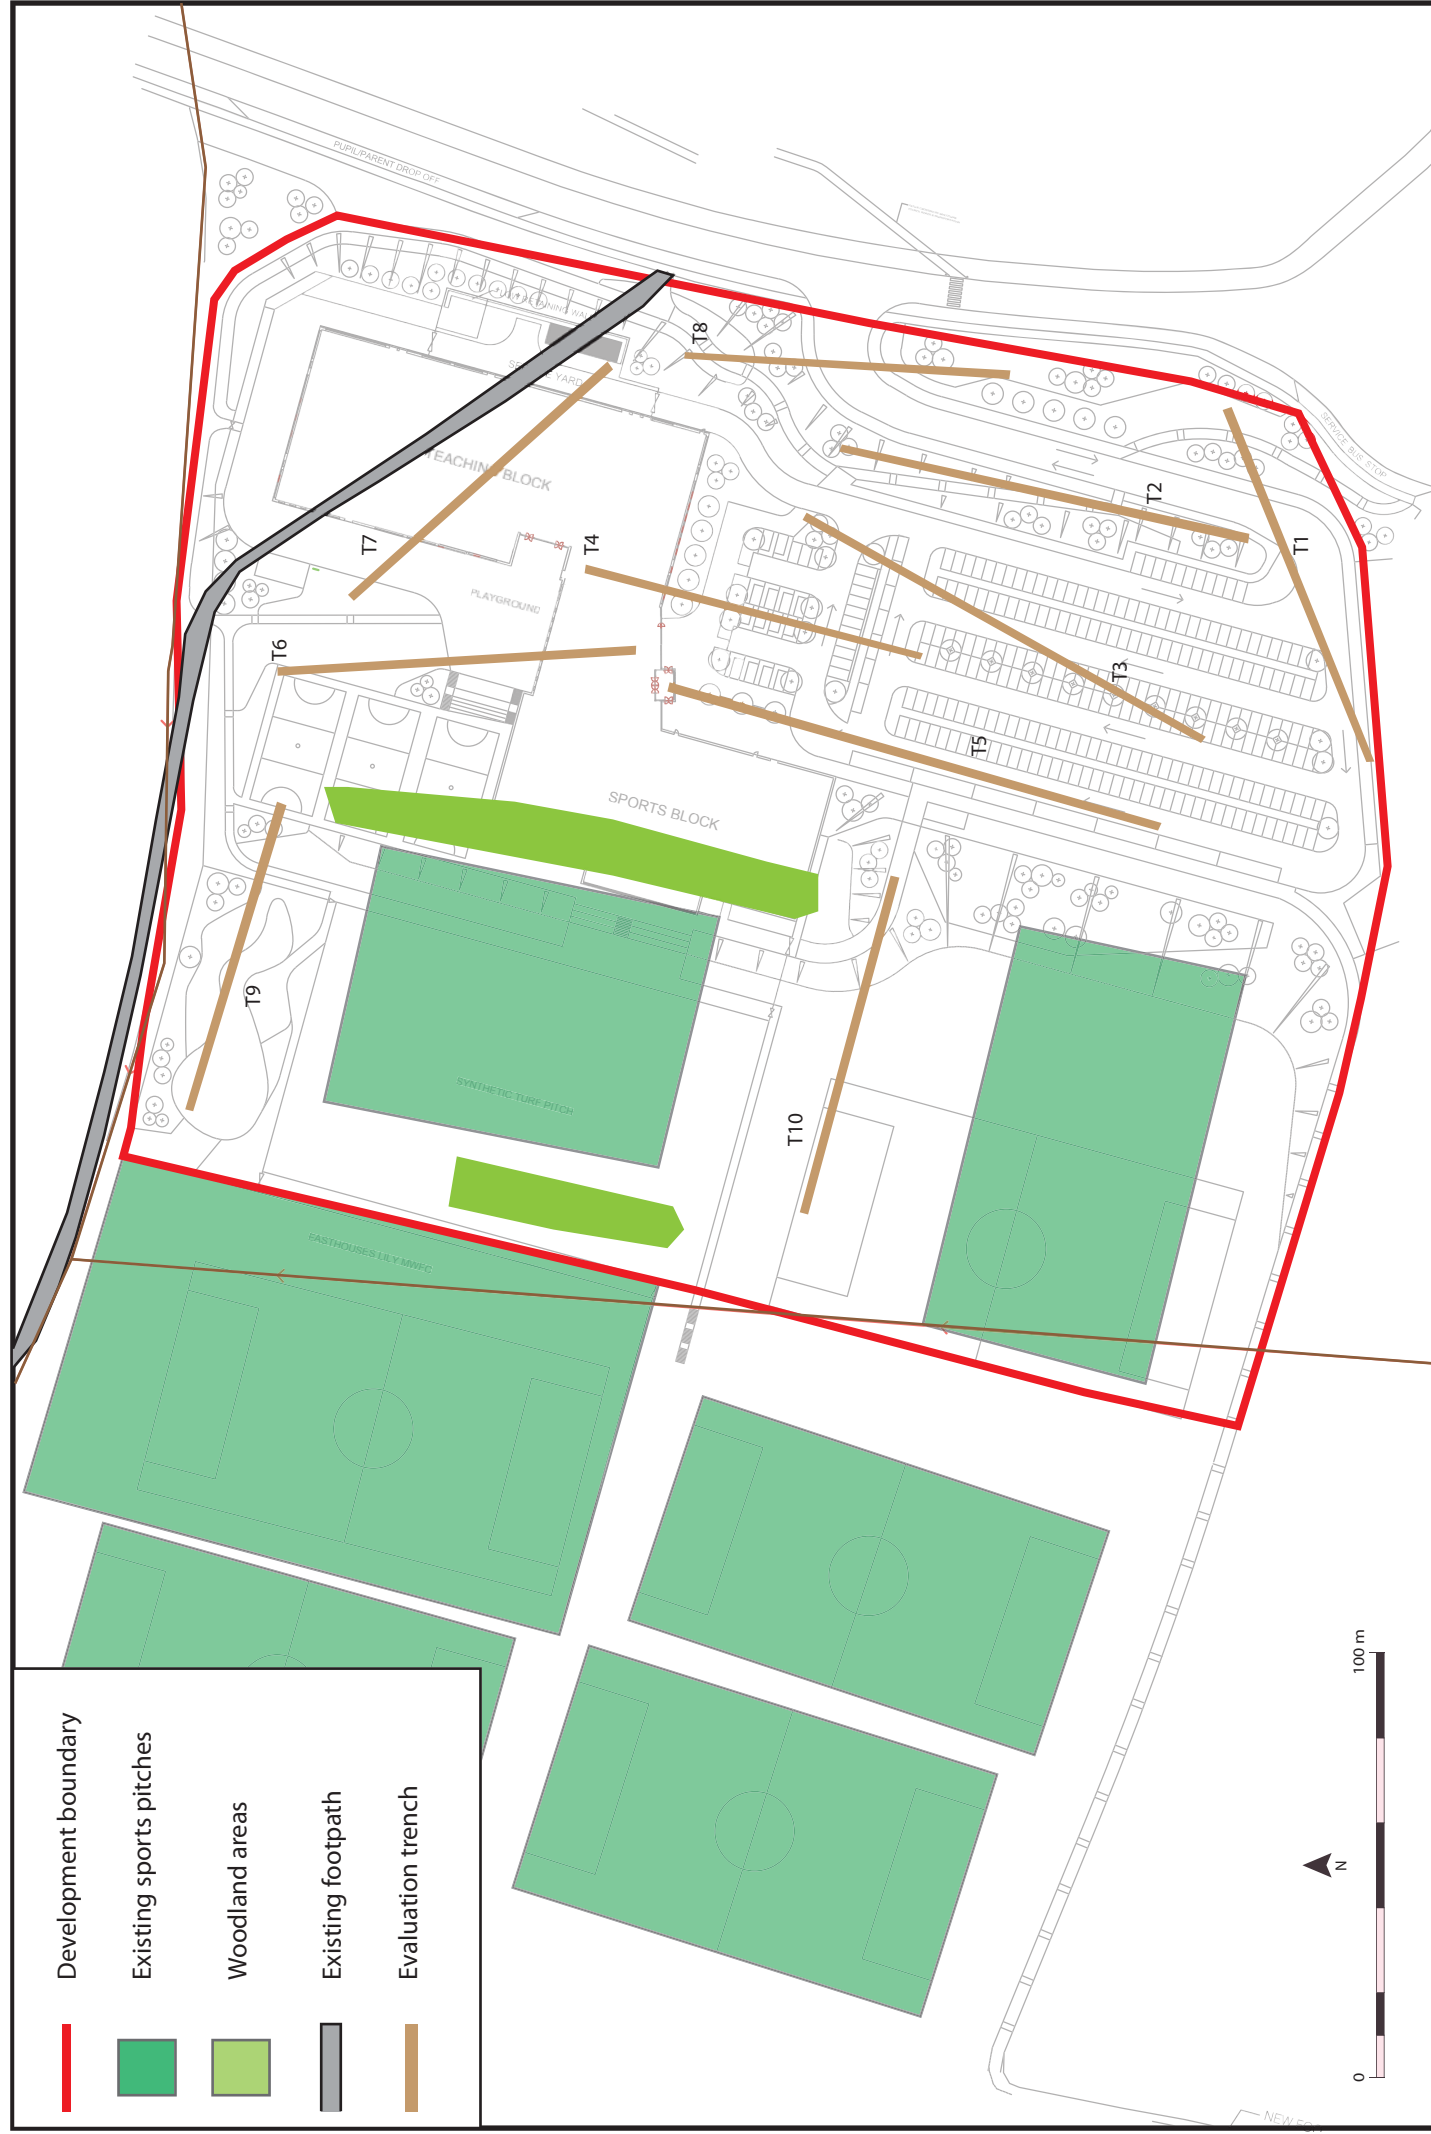 PUPIL/PARENT DROP OFF
SERVICE YARD
TEACHING BLOCK
PLAYGROUND
SPORTS BLOCK
SERVICE BUS STOP
SYNTHETIC TURF PITCH
EASTHOUSES LILY MWFC
T8
T7
T4
T2
T1
T6
T3
T5
T9
T10
Development boundary
Existing sports pitches
Woodland areas
Existing footpath
Evaluation trench
0
100 m
N